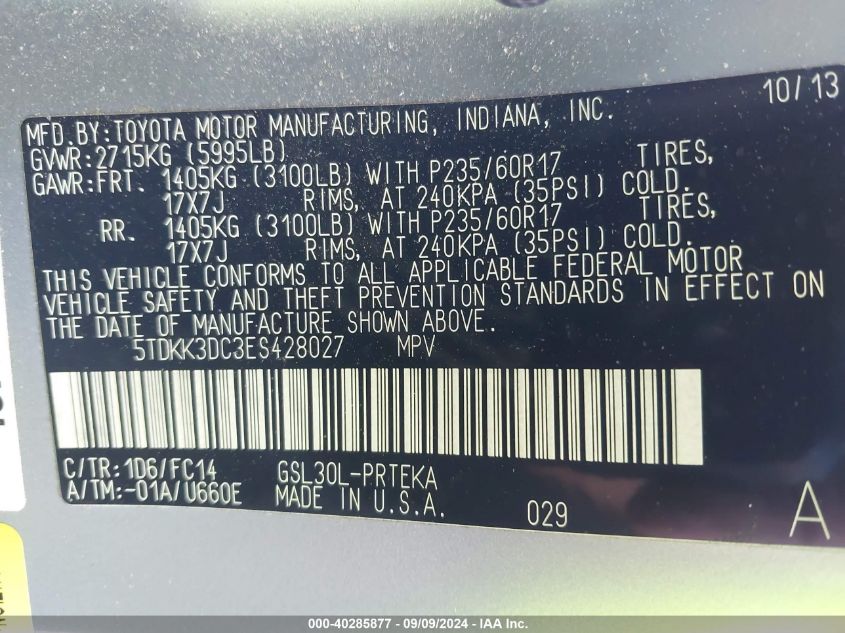 10/13
MFD.BY:TOYOTA MOTOR MANUFACTURING, INDIANA, INC.
GVWR:2715KG (5995LB)
GAWR:FRT. 1405KG (3100LB) WITH P235/60R17 TIRES,
17X7J RIMS, AT 240KPA (35PSI) COLD.
RR. 1405KG (3100LB) WITH P235/60R17 TIRES,
17X7J RIMS, AT 240KPA (35PSI) COLD.
THIS VEHICLE CONFORMS TO ALL APPLICABLE FEDERAL MOTOR
VEHICLE SAFETY AND THEFT PREVENTION STANDARDS IN EFFECT ON
THE DATE OF MANUFACTURE SHOWN ABOVE.
5TDKK3DC3ES428027 MPV
C/TR: 1D6/FC14 GSL30L-PRTEKA
A/TM:-01A/U660E MADE IN U.S.A.
029 A
000-40285877 - 09/09/2024 - IAA Inc.